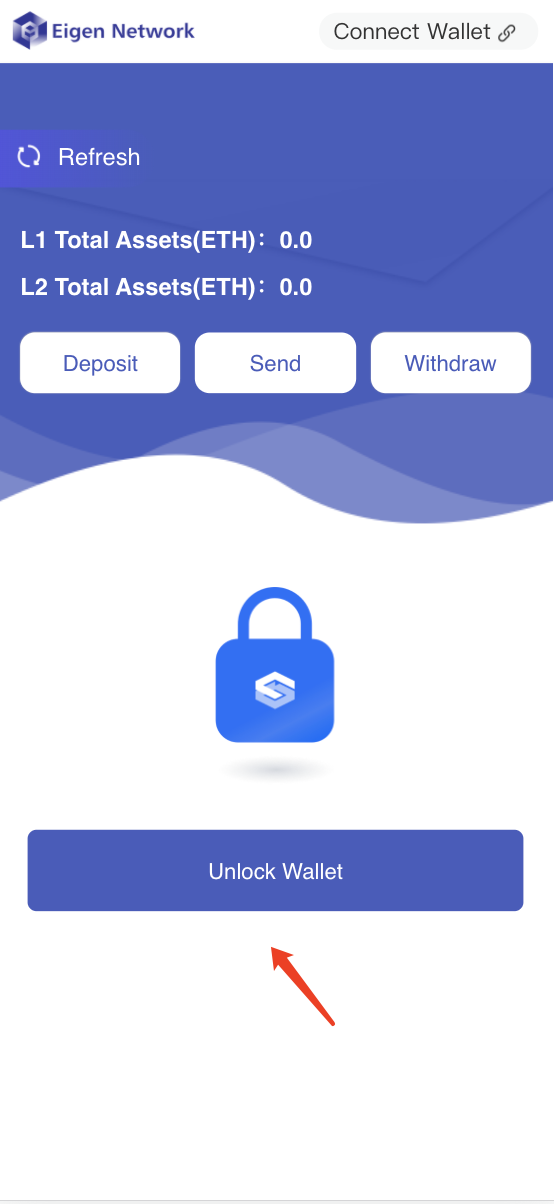 Eigen Network
Connect Wallet
Refresh
L1 Total Assets(ETH)：0.0
L2 Total Assets(ETH)：0.0
Deposit
Send
Withdraw
Unlock Wallet